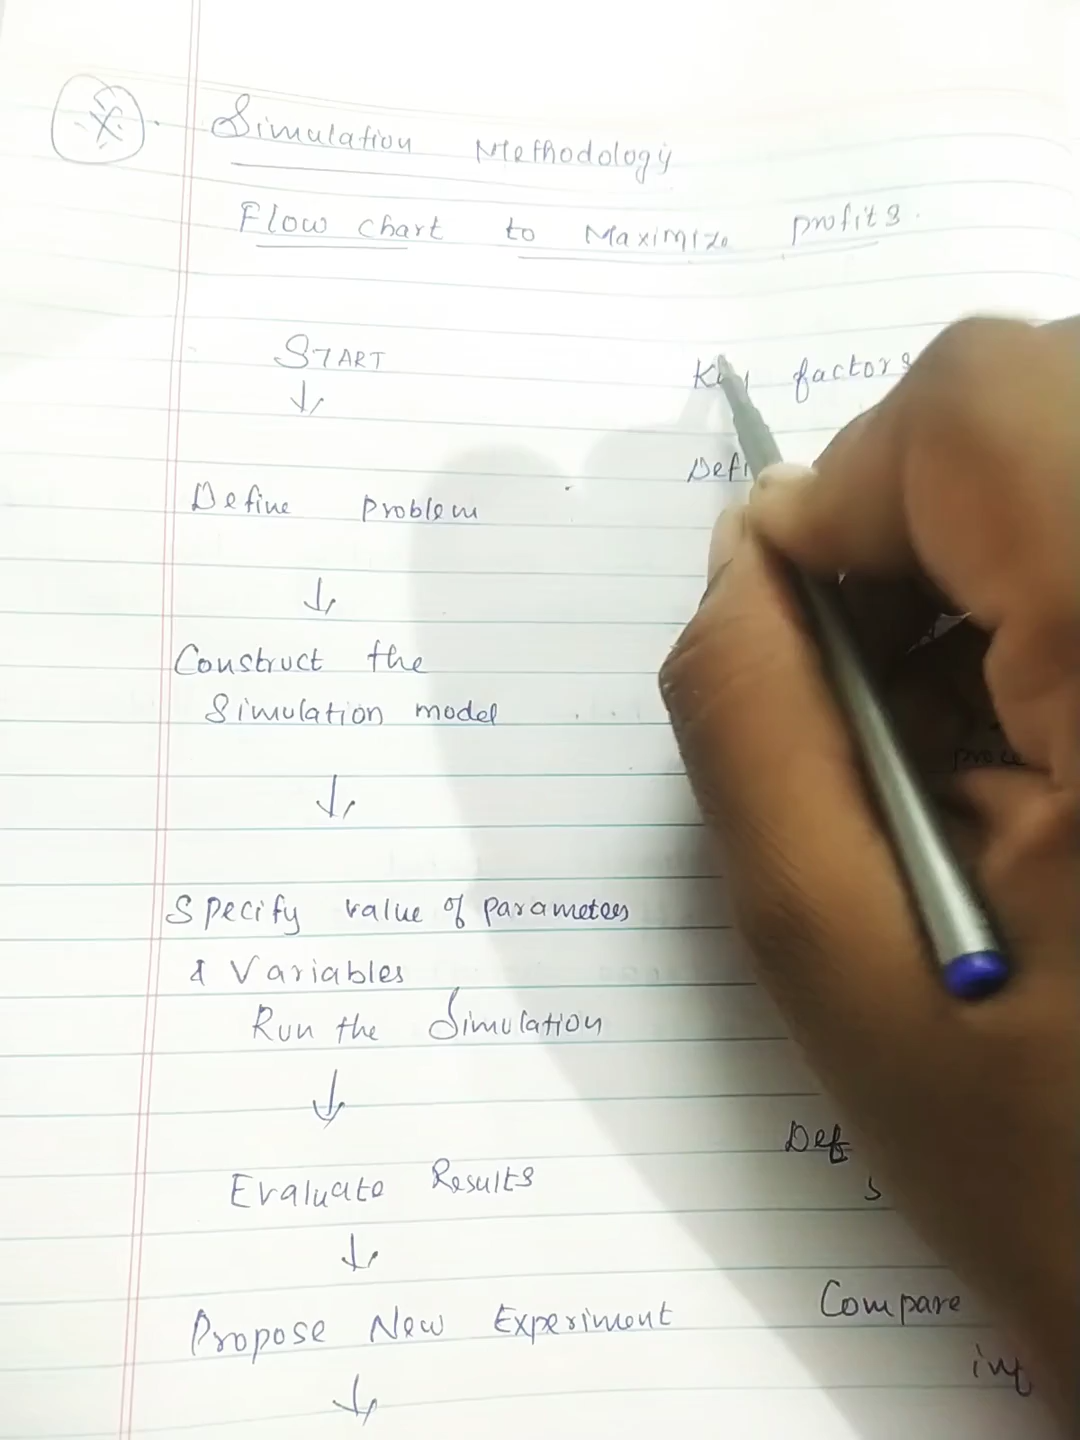 Simulation Methodology
Flow chart to Maximize profits.
START
Key factors
Define problem
Construct the
Simulation model
Specify value of parameters
& Variables
Run the Simulation
Evaluate Results
Compare
Propose New Experiment